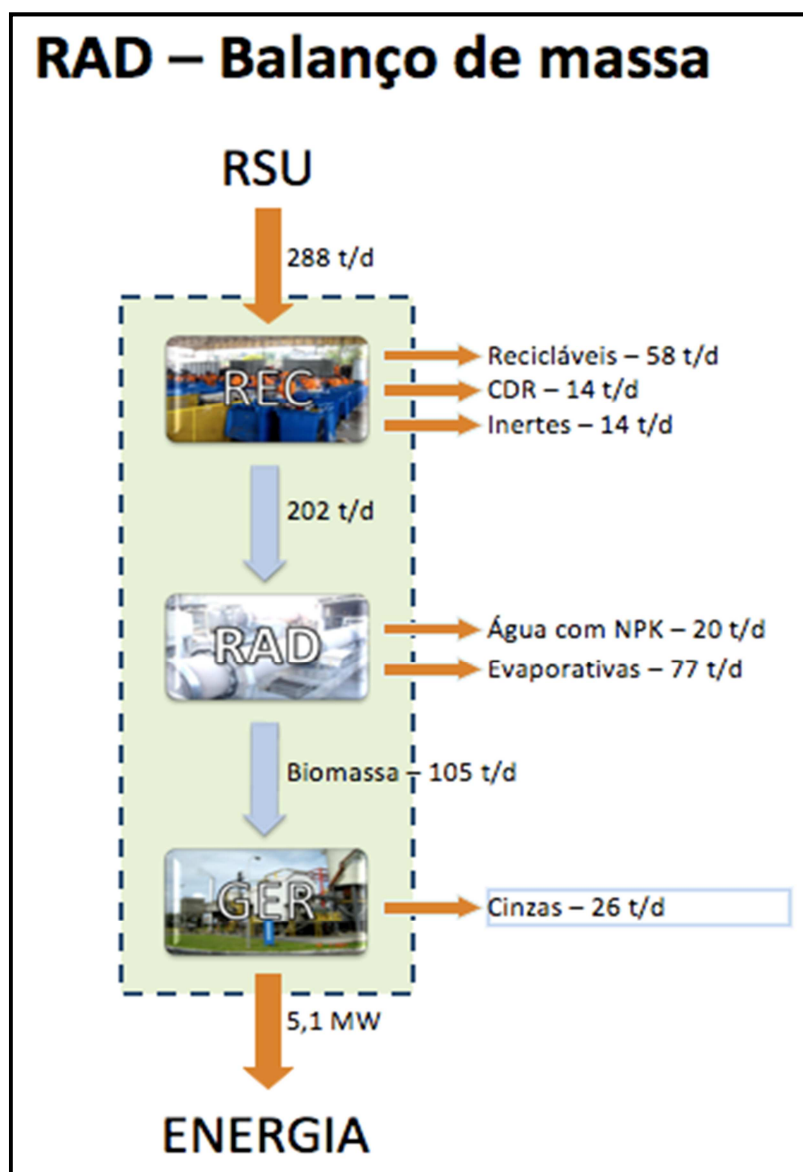 RAD – Balanço de massa
RSU
288 t/d
REC
Recicláveis – 58 t/d
CDR – 14 t/d
Inertes – 14 t/d
202 t/d
RAD
Água com NPK – 20 t/d
Evaporativas – 77 t/d
Biomassa – 105 t/d
GER
Cinzas – 26 t/d
5,1 MW
ENERGIA